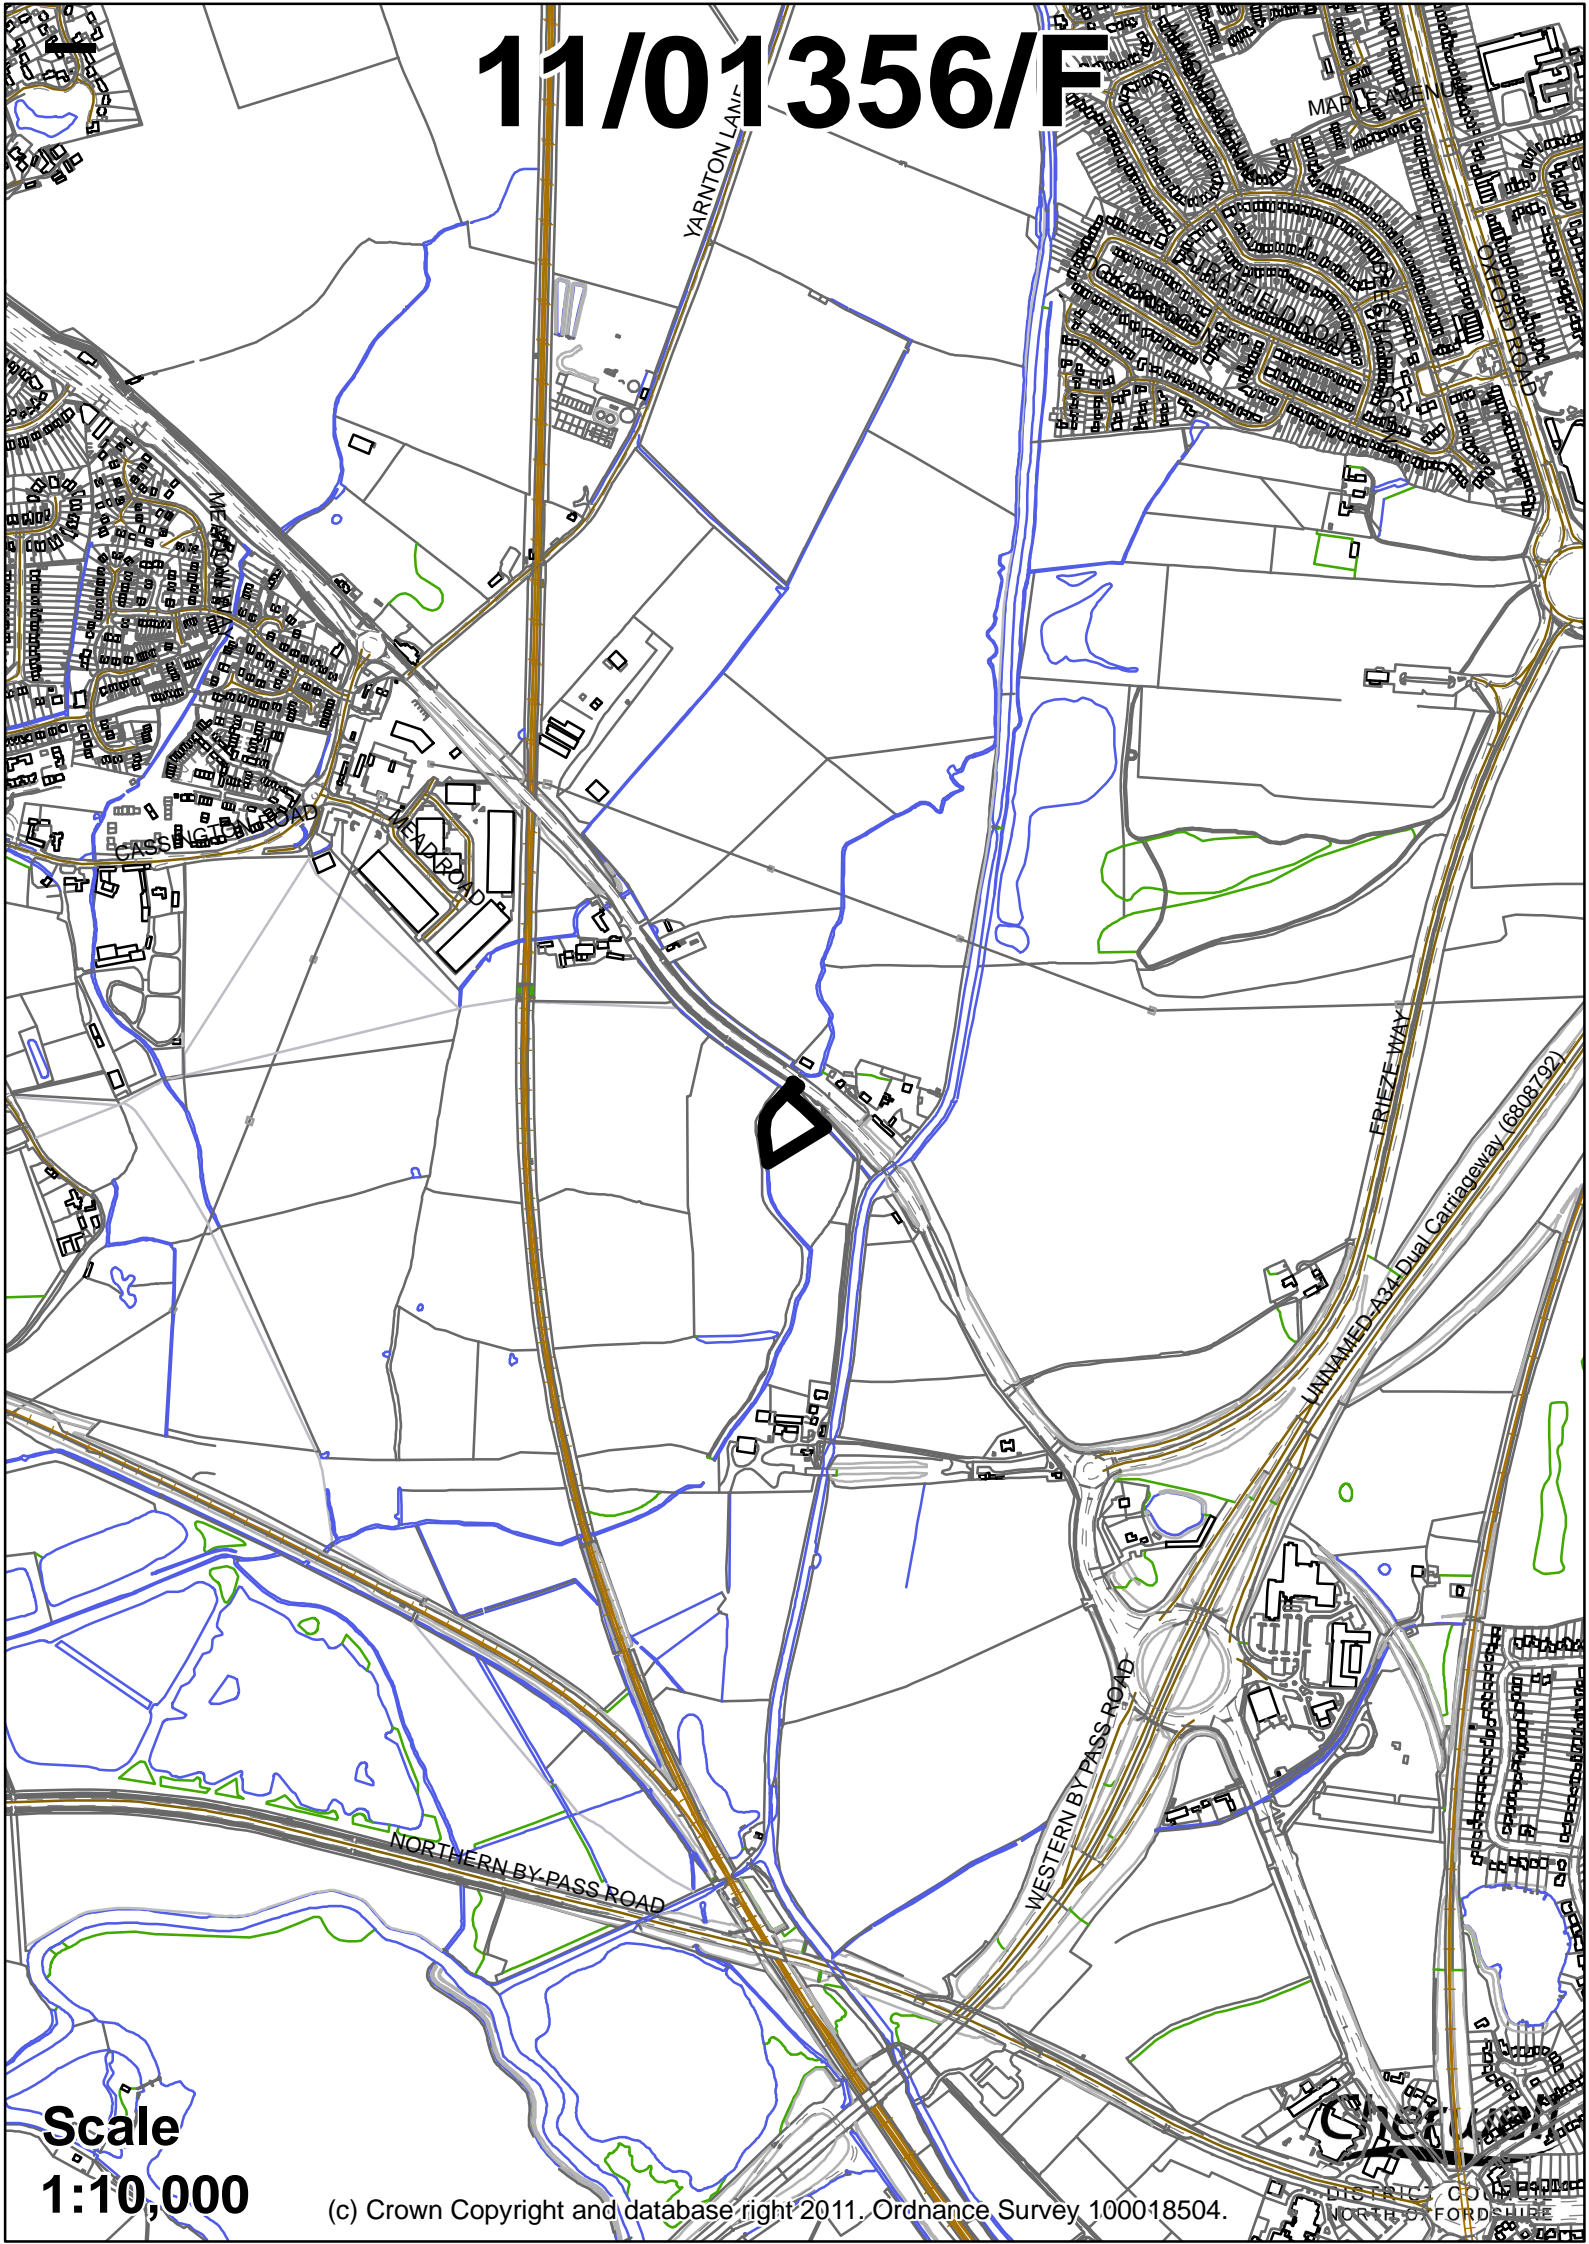 11/01356/F
MAPLE AVENUE
YARNTON LANE
OXFORD ROAD
STRATFIELD ROAD
CASSINGTON ROAD
MEAD ROAD
FRIEZE WAY
UNNAMED-A34-Dual Carriageway (6808792)
WESTERN BY PASS ROAD
NORTHERN BY-PASS ROAD
Scale
1:10,000
(c) Crown Copyright and database right 2011. Ordnance Survey 100018504.
Cherwell
DISTRICT COUNCIL
NORTH OXFORDSHIRE